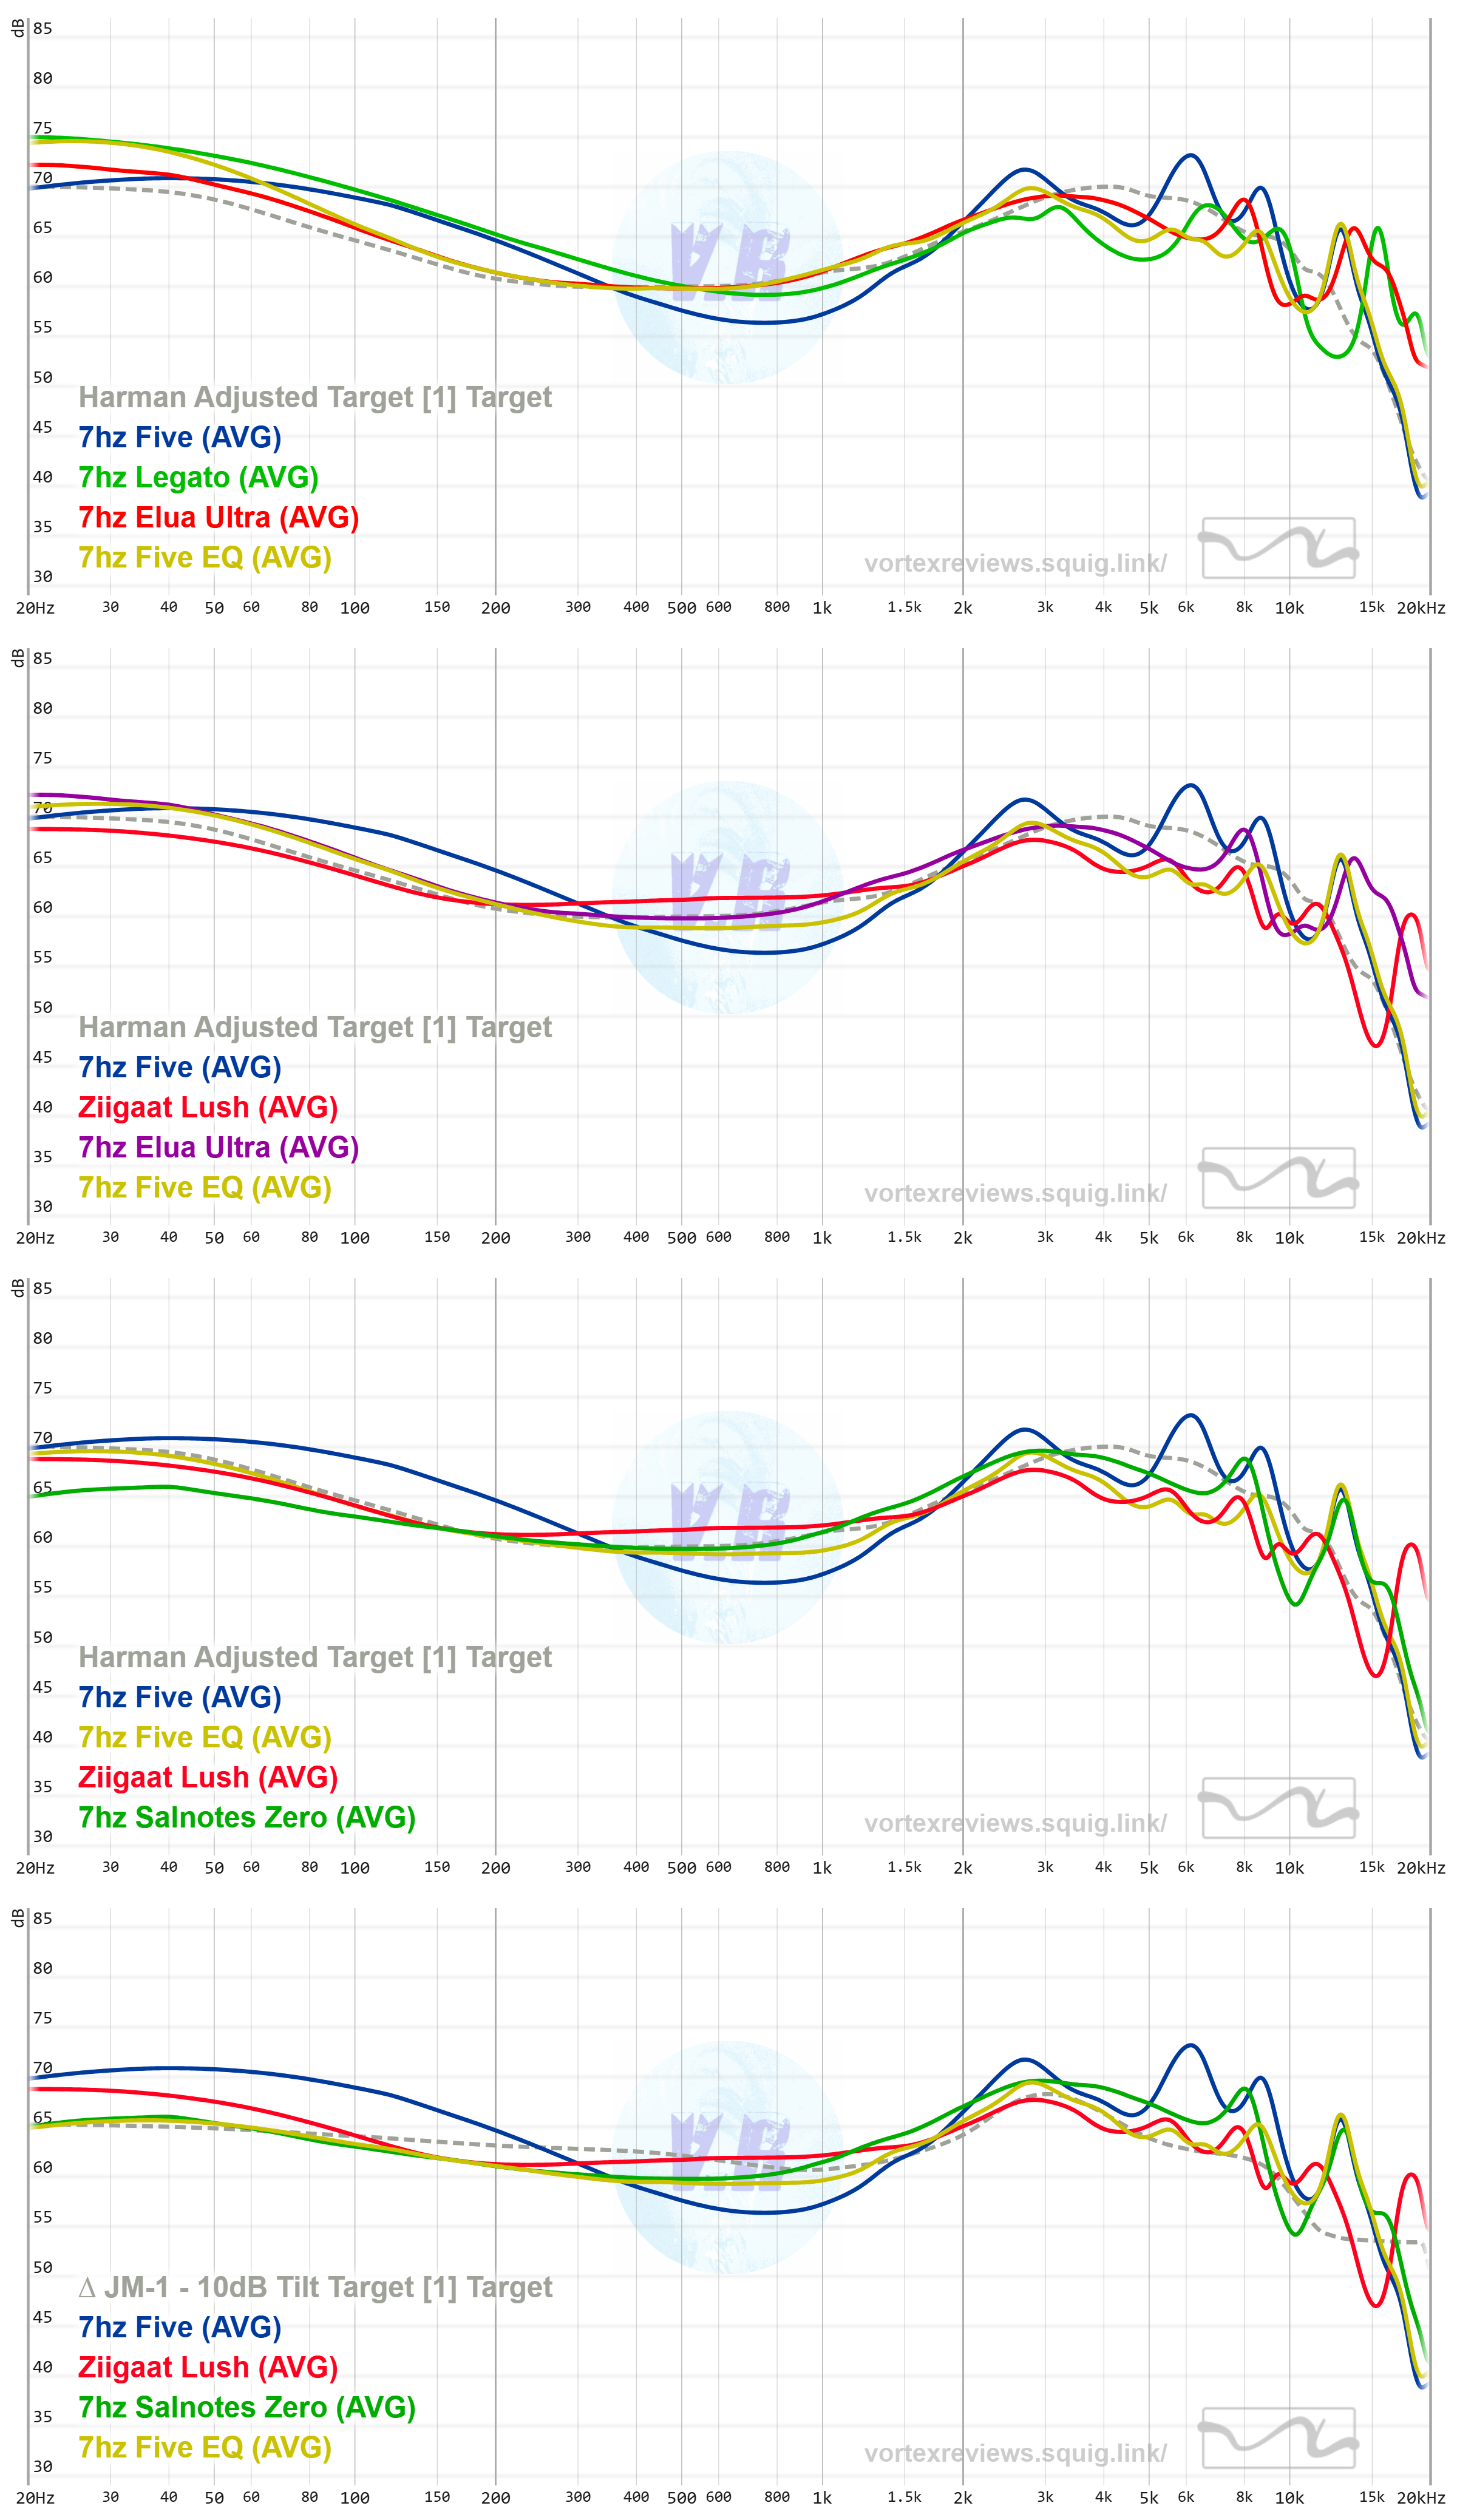 dB
85
80
75
70
65
60
55
50
45
40
35
30
VR
Harman Adjusted Target [1] Target
7hz Five (AVG)
7hz Legato (AVG)
7hz Elua Ultra (AVG)
7hz Five EQ (AVG)
vortexreviews.squig.link/
20Hz 30 40 50 60 80 100 150 200 300 400 500 600 800 1k 1.5k 2k 3k 4k 5k 6k 8k 10k 15k 20kHz
dB
85
80
75
70
65
60
55
50
45
40
35
30
VR
Harman Adjusted Target [1] Target
7hz Five (AVG)
Ziigaat Lush (AVG)
7hz Elua Ultra (AVG)
7hz Five EQ (AVG)
vortexreviews.squig.link/
20Hz 30 40 50 60 80 100 150 200 300 400 500 600 800 1k 1.5k 2k 3k 4k 5k 6k 8k 10k 15k 20kHz
dB
85
80
75
70
65
60
55
50
45
40
35
30
VR
Harman Adjusted Target [1] Target
7hz Five (AVG)
7hz Five EQ (AVG)
Ziigaat Lush (AVG)
7hz Salnotes Zero (AVG)
vortexreviews.squig.link/
20Hz 30 40 50 60 80 100 150 200 300 400 500 600 800 1k 1.5k 2k 3k 4k 5k 6k 8k 10k 15k 20kHz
dB
85
80
75
70
65
60
55
50
45
40
35
30
VR
Δ JM-1 - 10dB Tilt Target [1] Target
7hz Five (AVG)
Ziigaat Lush (AVG)
7hz Salnotes Zero (AVG)
7hz Five EQ (AVG)
vortexreviews.squig.link/
20Hz 30 40 50 60 80 100 150 200 300 400 500 600 800 1k 1.5k 2k 3k 4k 5k 6k 8k 10k 15k 20kHz